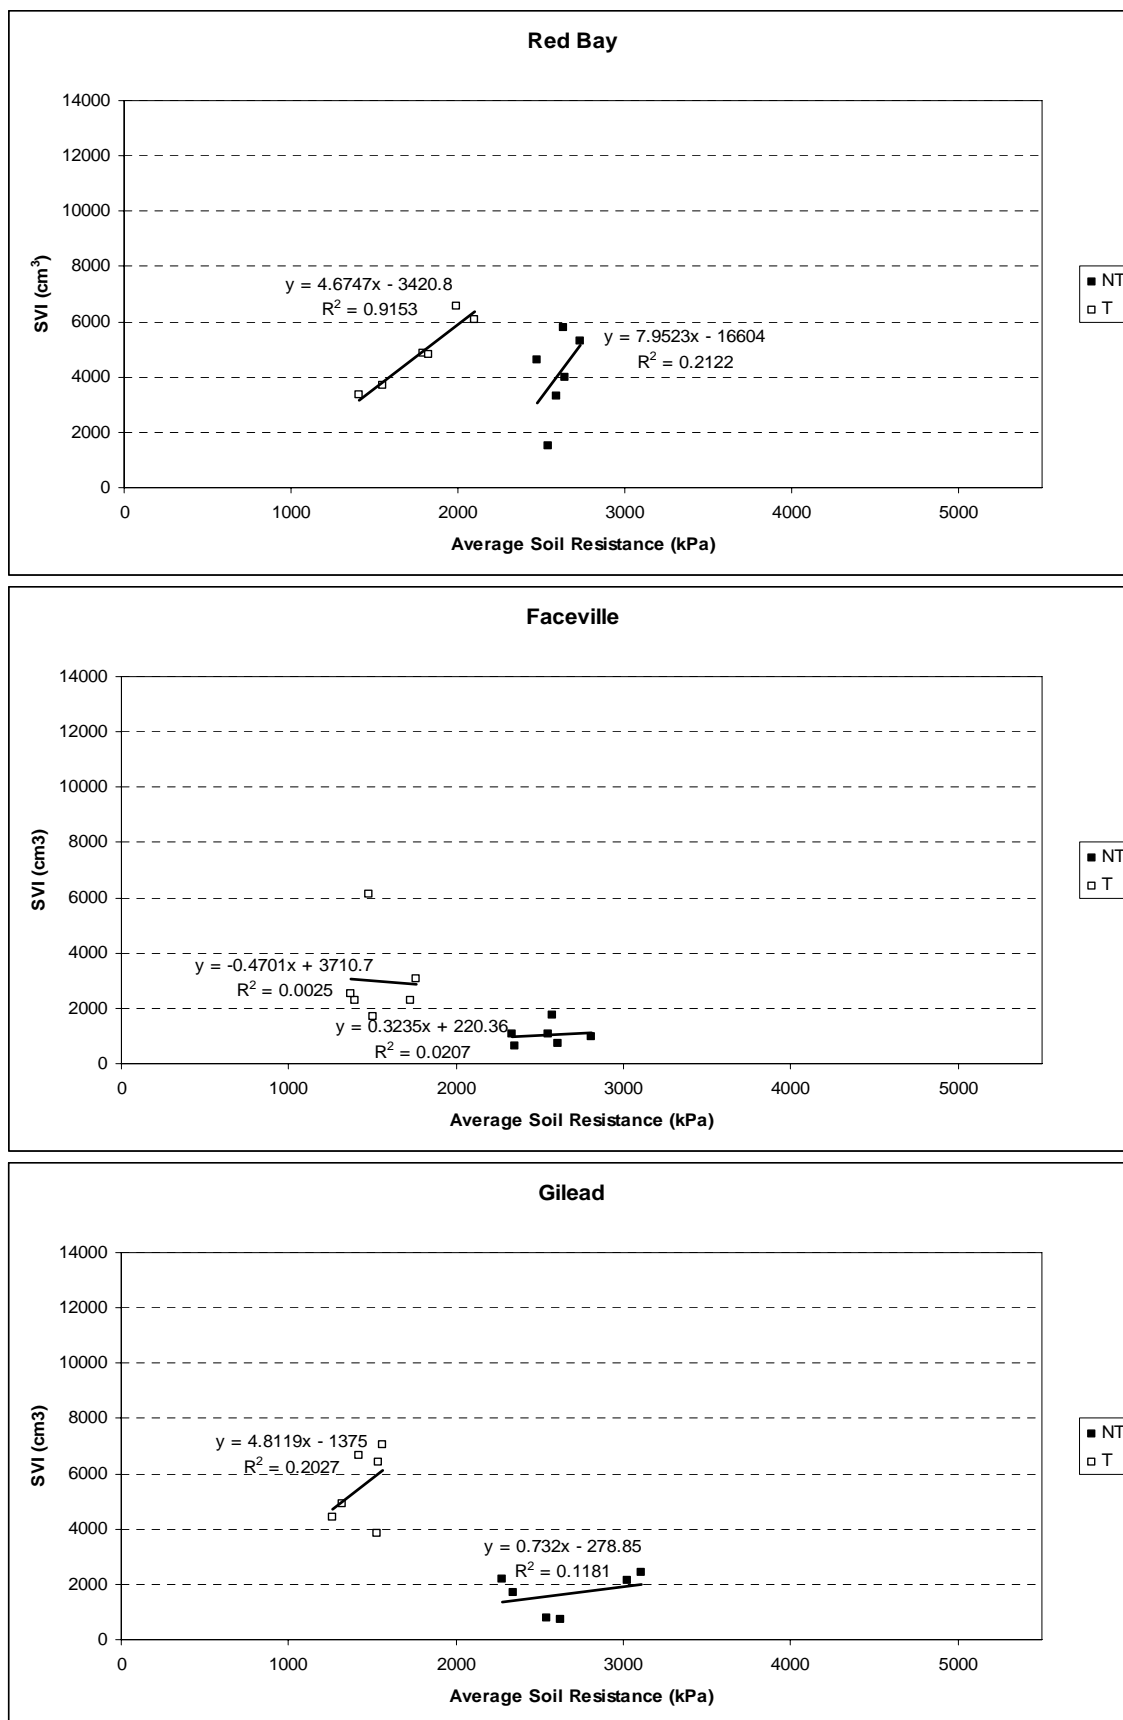 Red Bay
14000
12000
10000
8000
6000
4000
2000
0
SVI (cm³)
y = 4.6747x - 3420.8
R² = 0.9153
y = 7.9523x - 16604
R² = 0.2122
0 1000 2000 3000 4000 5000
Average Soil Resistance (kPa)
NT
T
Faceville
14000
12000
10000
8000
6000
4000
2000
0
SVI (cm3)
y = -0.4701x + 3710.7
R² = 0.0025
y = 0.3235x + 220.36
R² = 0.0207
0 1000 2000 3000 4000 5000
Average Soil Resistance (kPa)
NT
T
Gilead
14000
12000
10000
8000
6000
4000
2000
0
SVI (cm3)
y = 4.8119x - 1375
R² = 0.2027
y = 0.732x - 278.85
R² = 0.1181
0 1000 2000 3000 4000 5000
Average Soil Resistance (kPa)
NT
T